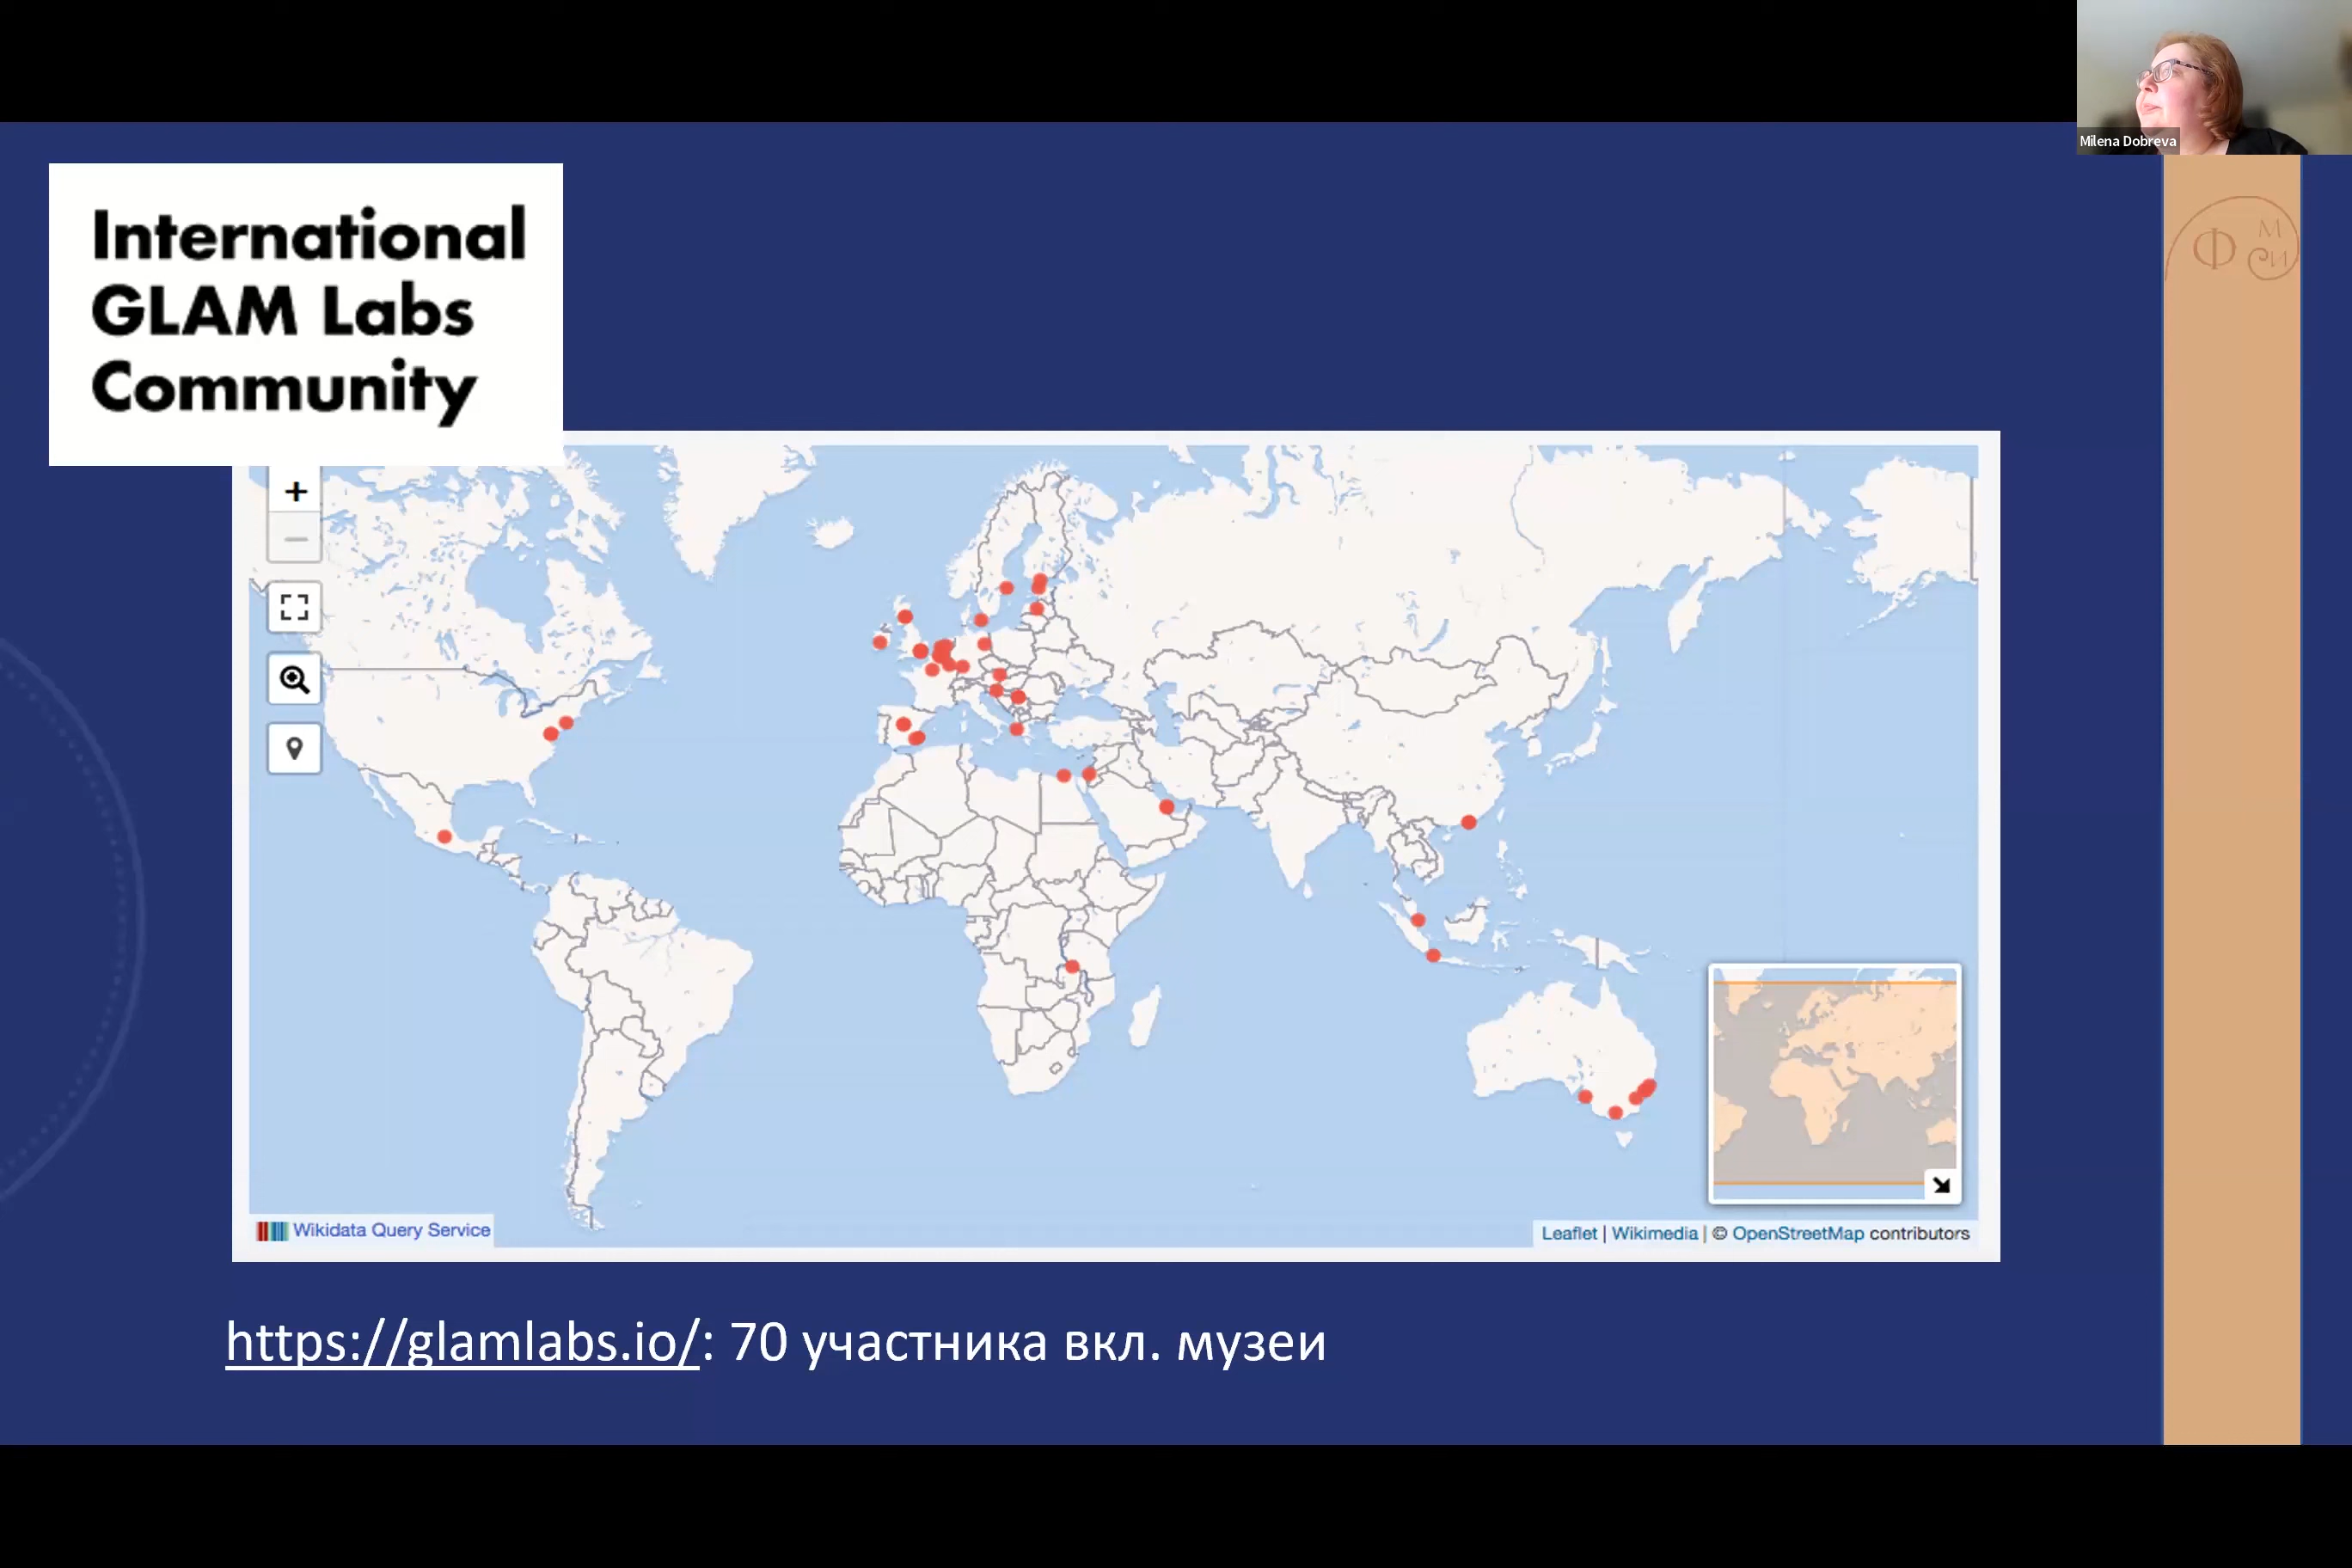 Milena Dobreva
International
GLAM Labs
Community
Ф М
СИ
+
−
Wikidata Query Service
Leaflet | Wikimedia | © OpenStreetMap contributors
https://glamlabs.io/: 70 участника вкл. музеи